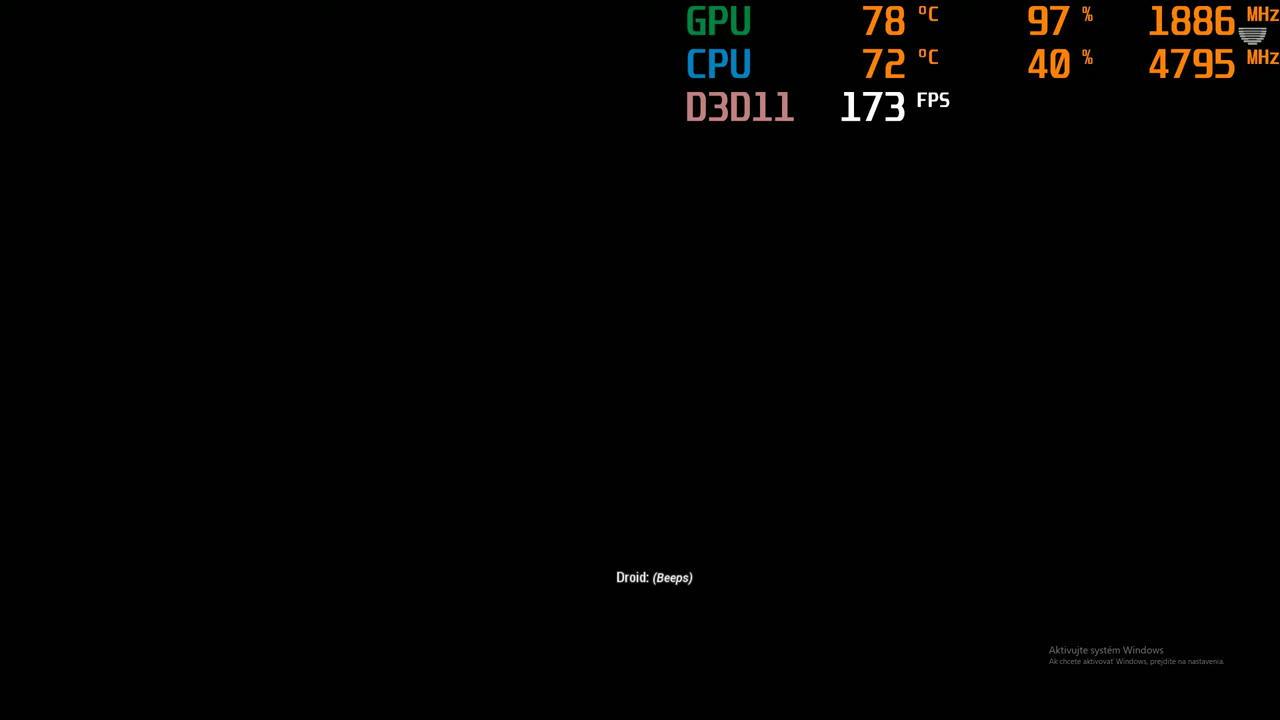 GPU 78 °C 97 % 1886 MHz
CPU 72 °C 40 % 4795 MHz
D3D11 173 FPS
Droid: (Beeps)
Aktivujte systém Windows
Ak chcete aktivovať Windows, prejdite na nastavenia.